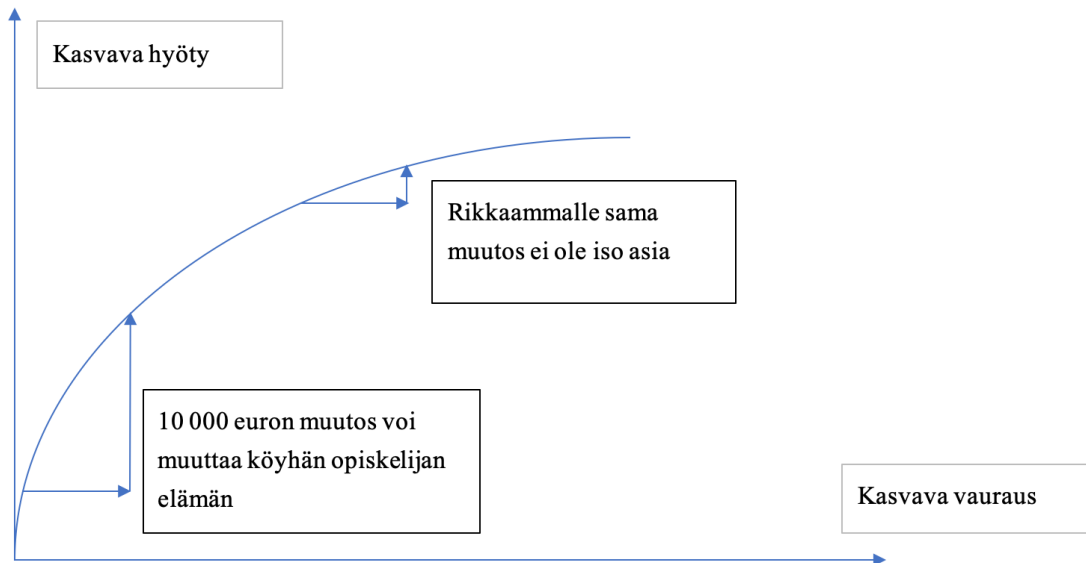 Kasvava hyöty
Rikkaammalle sama
muutos ei ole iso asia
10 000 euron muutos voi
muuttaa köyhän opiskelijan
elämän
Kasvava vauraus